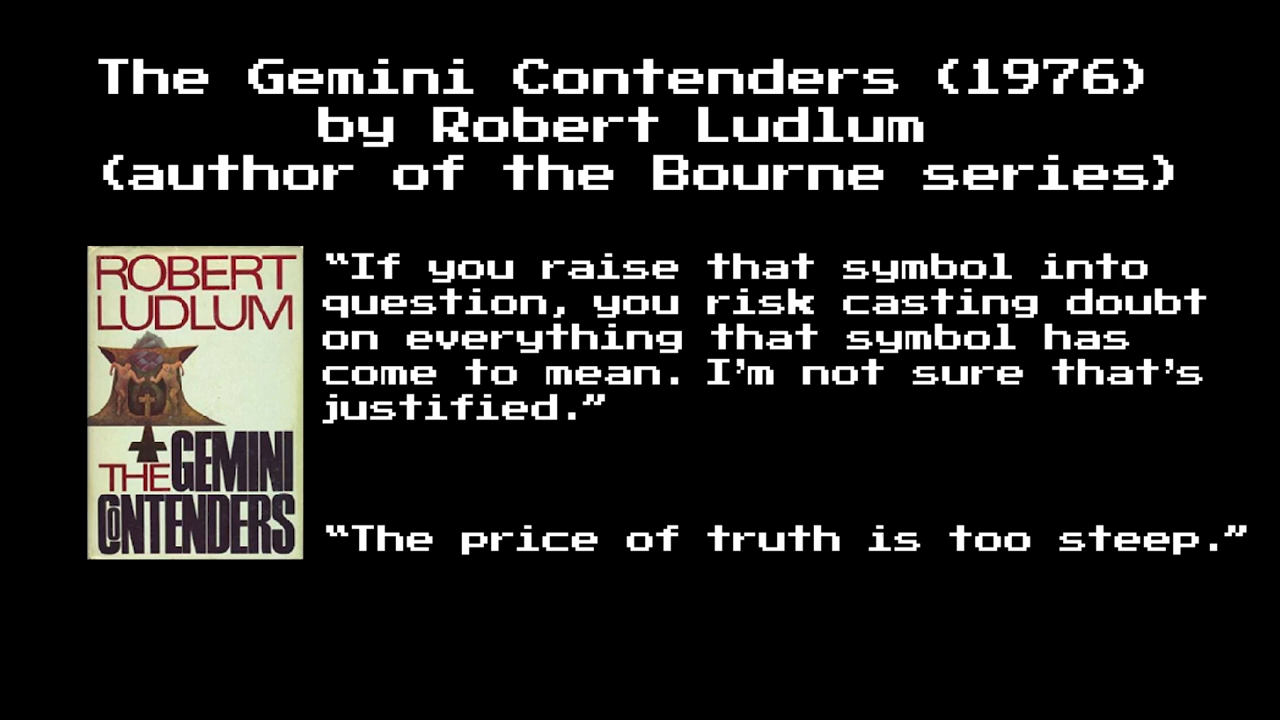 The Gemini Contenders (1976)
by Robert Ludlum
(author of the Bourne series)
ROBERT
LUDLUM
THE GEMINI
CONTENDERS
“If you raise that symbol into
question, you risk casting doubt
on everything that symbol has
come to mean. I’m not sure that’s
justified.”
“The price of truth is too steep.”